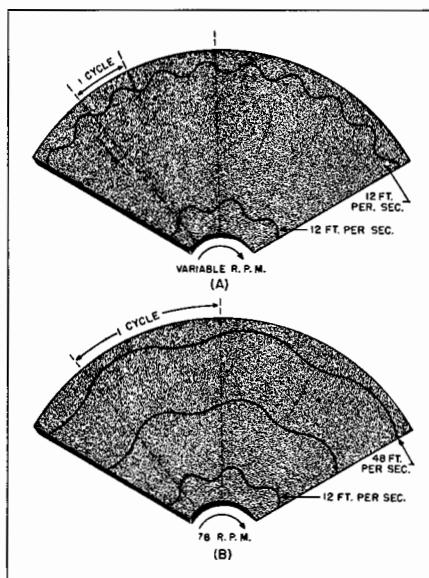 1 CYCLE
12 FT.
PER. SEC.
12 FT. PER SEC.
VARIABLE R.P.M.
(A)
1 CYCLE
48 FT.
PER SEC.
12 FT. PER SEC.
78 R.P.M.
(B)